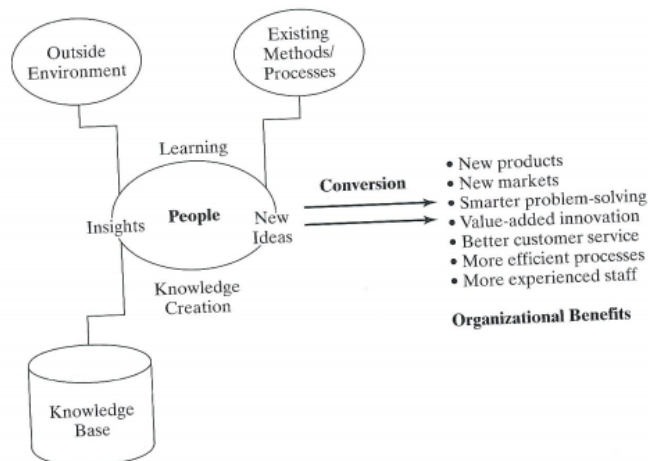 Outside
Environment
Existing
Methods/
Processes
Learning
Insights
People
New
Ideas
Knowledge
Creation
Knowledge
Base
Conversion
• New products
• New markets
• Smarter problem-solving
• Value-added innovation
• Better customer service
• More efficient processes
• More experienced staff
Organizational Benefits